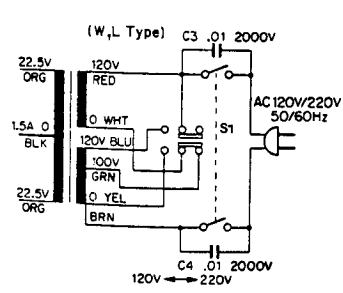 (W,L Type)
C3 .01 2000V
22.5V
ORG
120V
RED
AC 120V/220V
50/60Hz
1.5A 0
BLK
0 WHT
120V BLU
S1
100V
GRN
22.5V
ORG
0 YEL
BRN
C4 .01 2000V
120V ↔ 220V